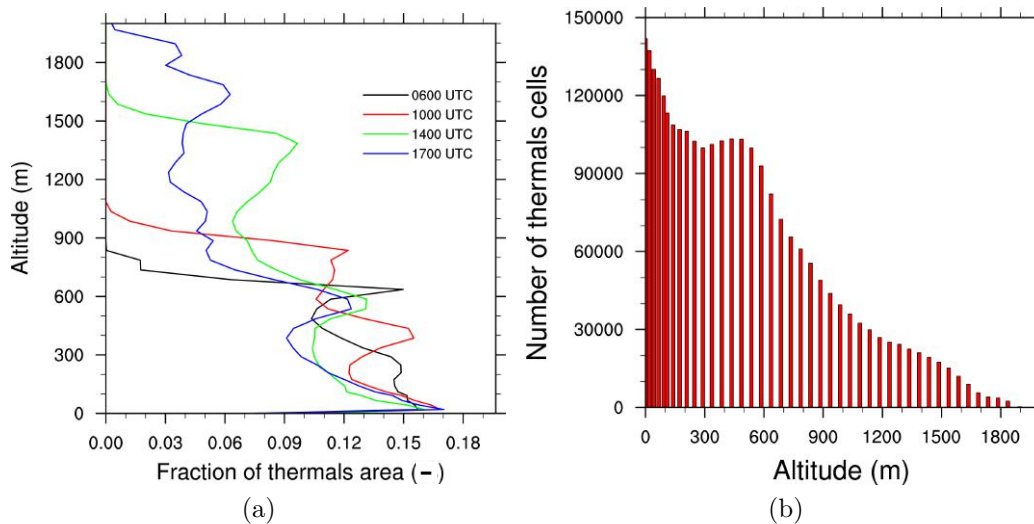 1800
1500
1200
900
600
300
0
Altitude (m)
0600 UTC
1000 UTC
1400 UTC
1700 UTC
0.00 0.03 0.06 0.09 0.12 0.15 0.18
Fraction of thermals area (-)
(a)
150000
120000
90000
60000
30000
0
Number of thermals cells
0 300 600 900 1200 1500 1800
Altitude (m)
(b)